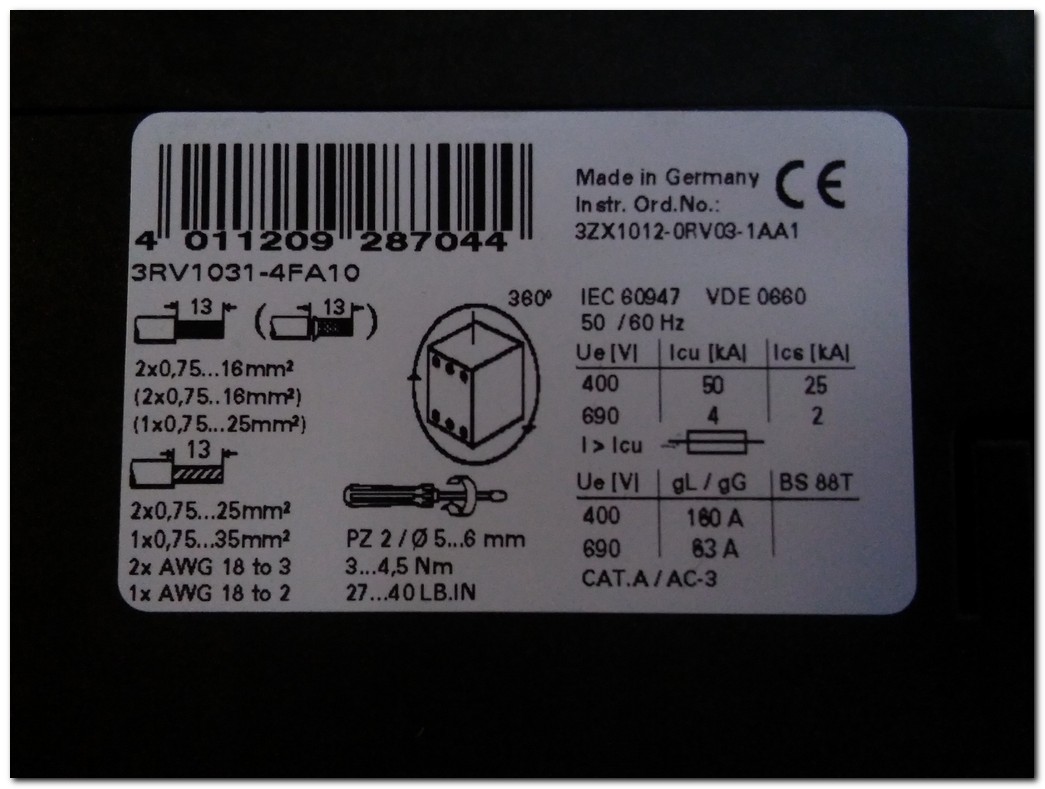 4 011209 287044
3RV1031-4FA10
Made in Germany CE
Instr. Ord.No.:
3ZX1012-0RV03-1AA1
13 ( 13 )
2x0,75...16mm²
(2x0,75..16mm²)
(1x0,75...25mm²)
13
2x0,75...25mm²
1x0,75...35mm²
2x AWG 18 to 3
1x AWG 18 to 2
360°
PZ 2 / Ø 5...6 mm
3...4,5 Nm
27...40 LB.IN
IEC 60947 VDE 0660
50 / 60 Hz
Ue [V] Icu [kA] Ics [kA]
400 50 25
690 4 2
I > Icu
Ue [V] gL / gG BS 88T
400 160 A
690 63 A
CAT.A / AC-3